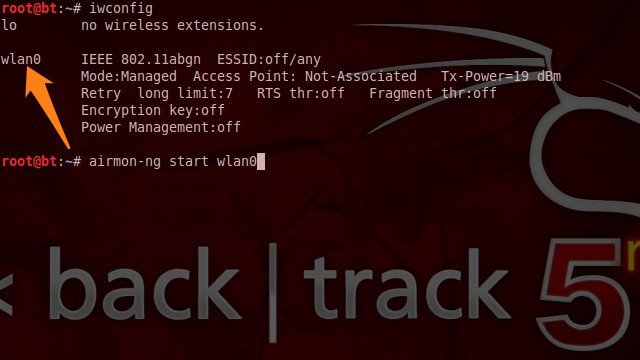 root@bt:~# iwconfig
lo        no wireless extensions.
wlan0     IEEE 802.11abgn  ESSID:off/any
          Mode:Managed  Access Point: Not-Associated   Tx-Power=19 dBm
          Retry  long limit:7   RTS thr:off   Fragment thr:off
          Encryption key:off
          Power Management:off
root@bt:~# airmon-ng start wlan0
< back | track 5